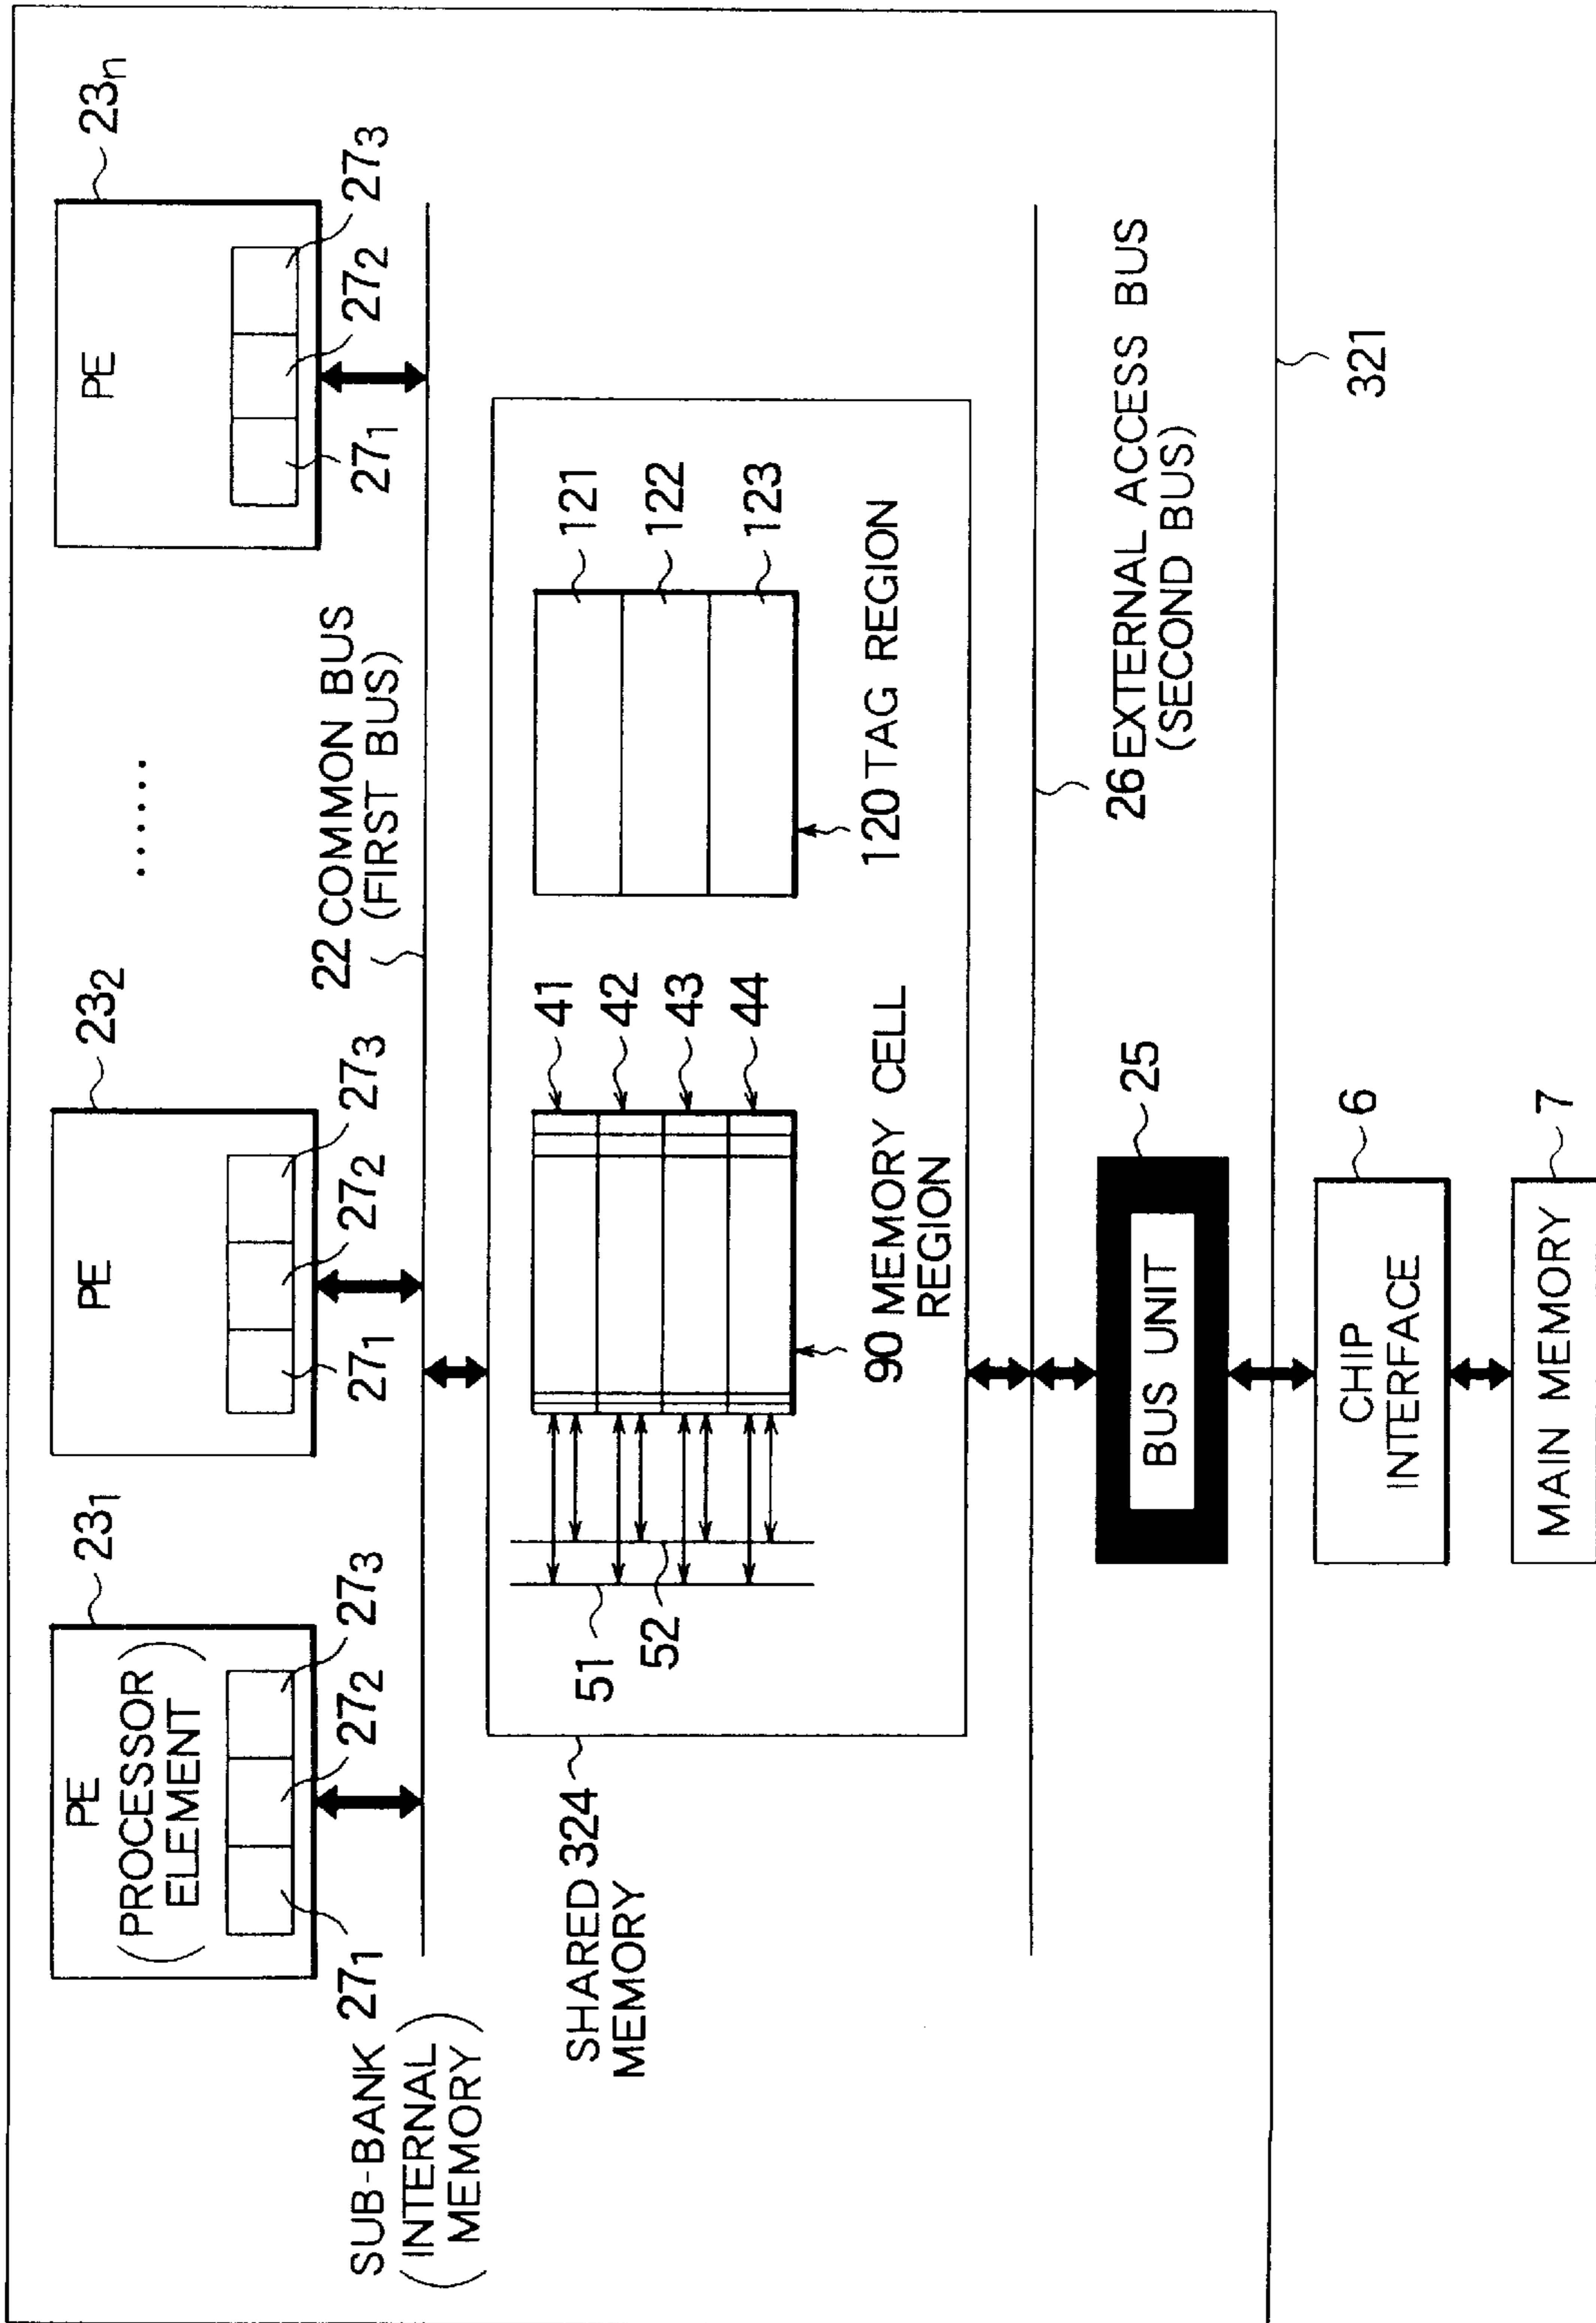 23₁
23₂
......
23n
PE
(PROCESSOR
ELEMENT)
PE
PE
SUB-BANK 27₁
(INTERNAL
MEMORY)
27₂
27₃
27₁
27₂
27₃
27₁
27₂
27₃
22 COMMON BUS
(FIRST BUS)
SHARED 324
MEMORY
51
52
41
42
43
44
90 MEMORY CELL
REGION
121
122
123
120 TAG REGION
26 EXTERNAL ACCESS BUS
(SECOND BUS)
25
BUS UNIT
321
6
CHIP
INTERFACE
7
MAIN MEMORY